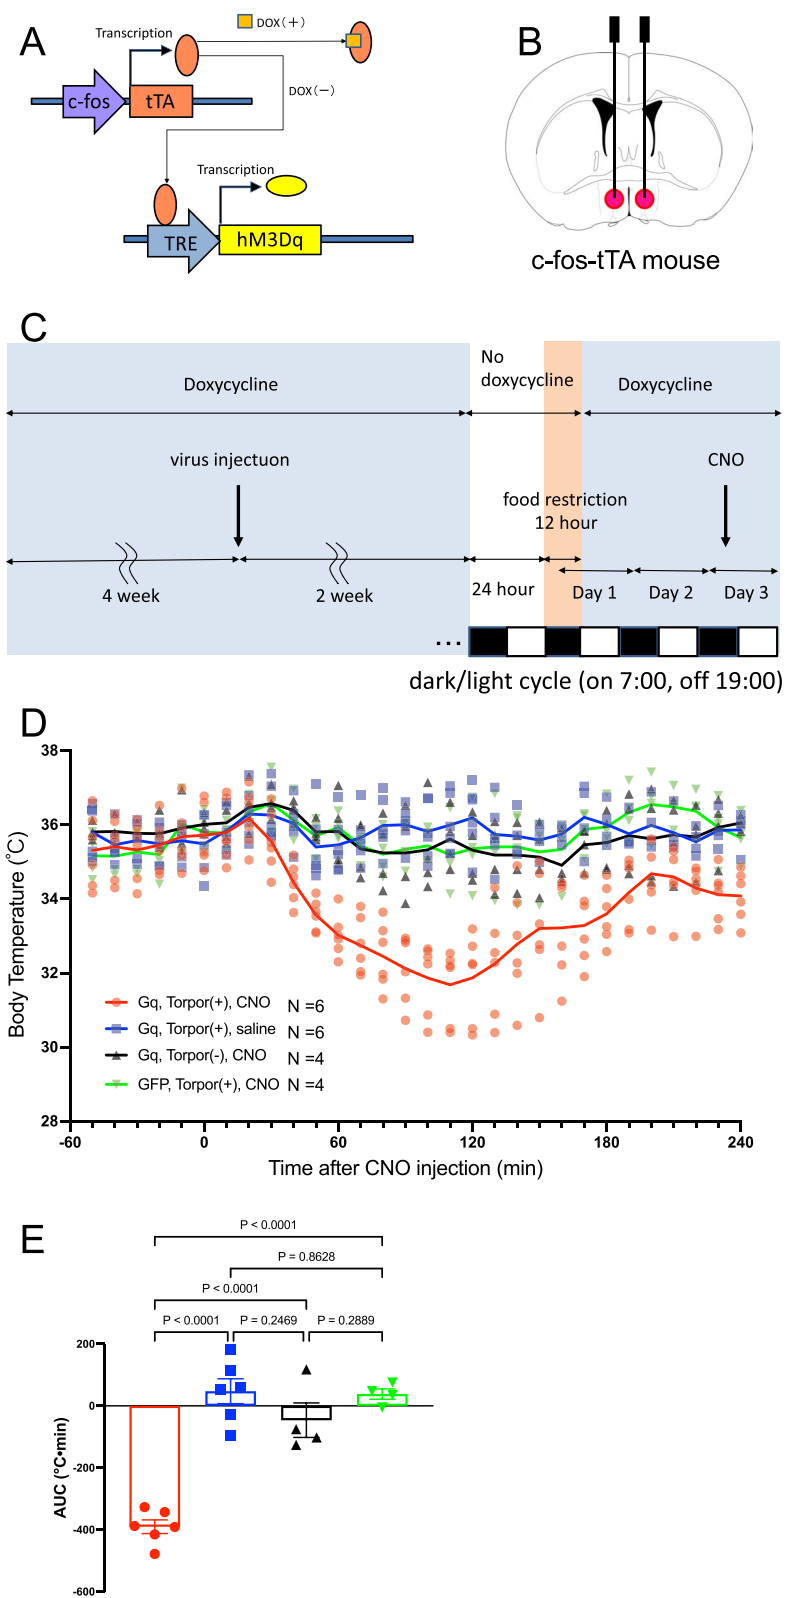 A
Transcription
DOX(+)
c-fos
tTA
DOX(−)
Transcription
TRE
hM3Dq
B
c-fos-tTA mouse
C
Doxycycline
No
doxycycline
Doxycycline
virus injectuon
CNO
food restriction
12 hour
4 week
2 week
24 hour
Day 1
Day 2
Day 3
...
dark/light cycle (on 7:00, off 19:00)
D
38
36
34
32
30
28
Body Temperature (°C)
Gq, Torpor(+), CNO N =6
Gq, Torpor(+), saline N =6
Gq, Torpor(-), CNO N =4
GFP, Torpor(+), CNO N =4
-60 0 60 120 180 240
Time after CNO injection (min)
E
P < 0.0001
P = 0.8628
P < 0.0001
P < 0.0001 P = 0.2469 P = 0.2889
200
0
-200
-400
-600
AUC (°C•min)